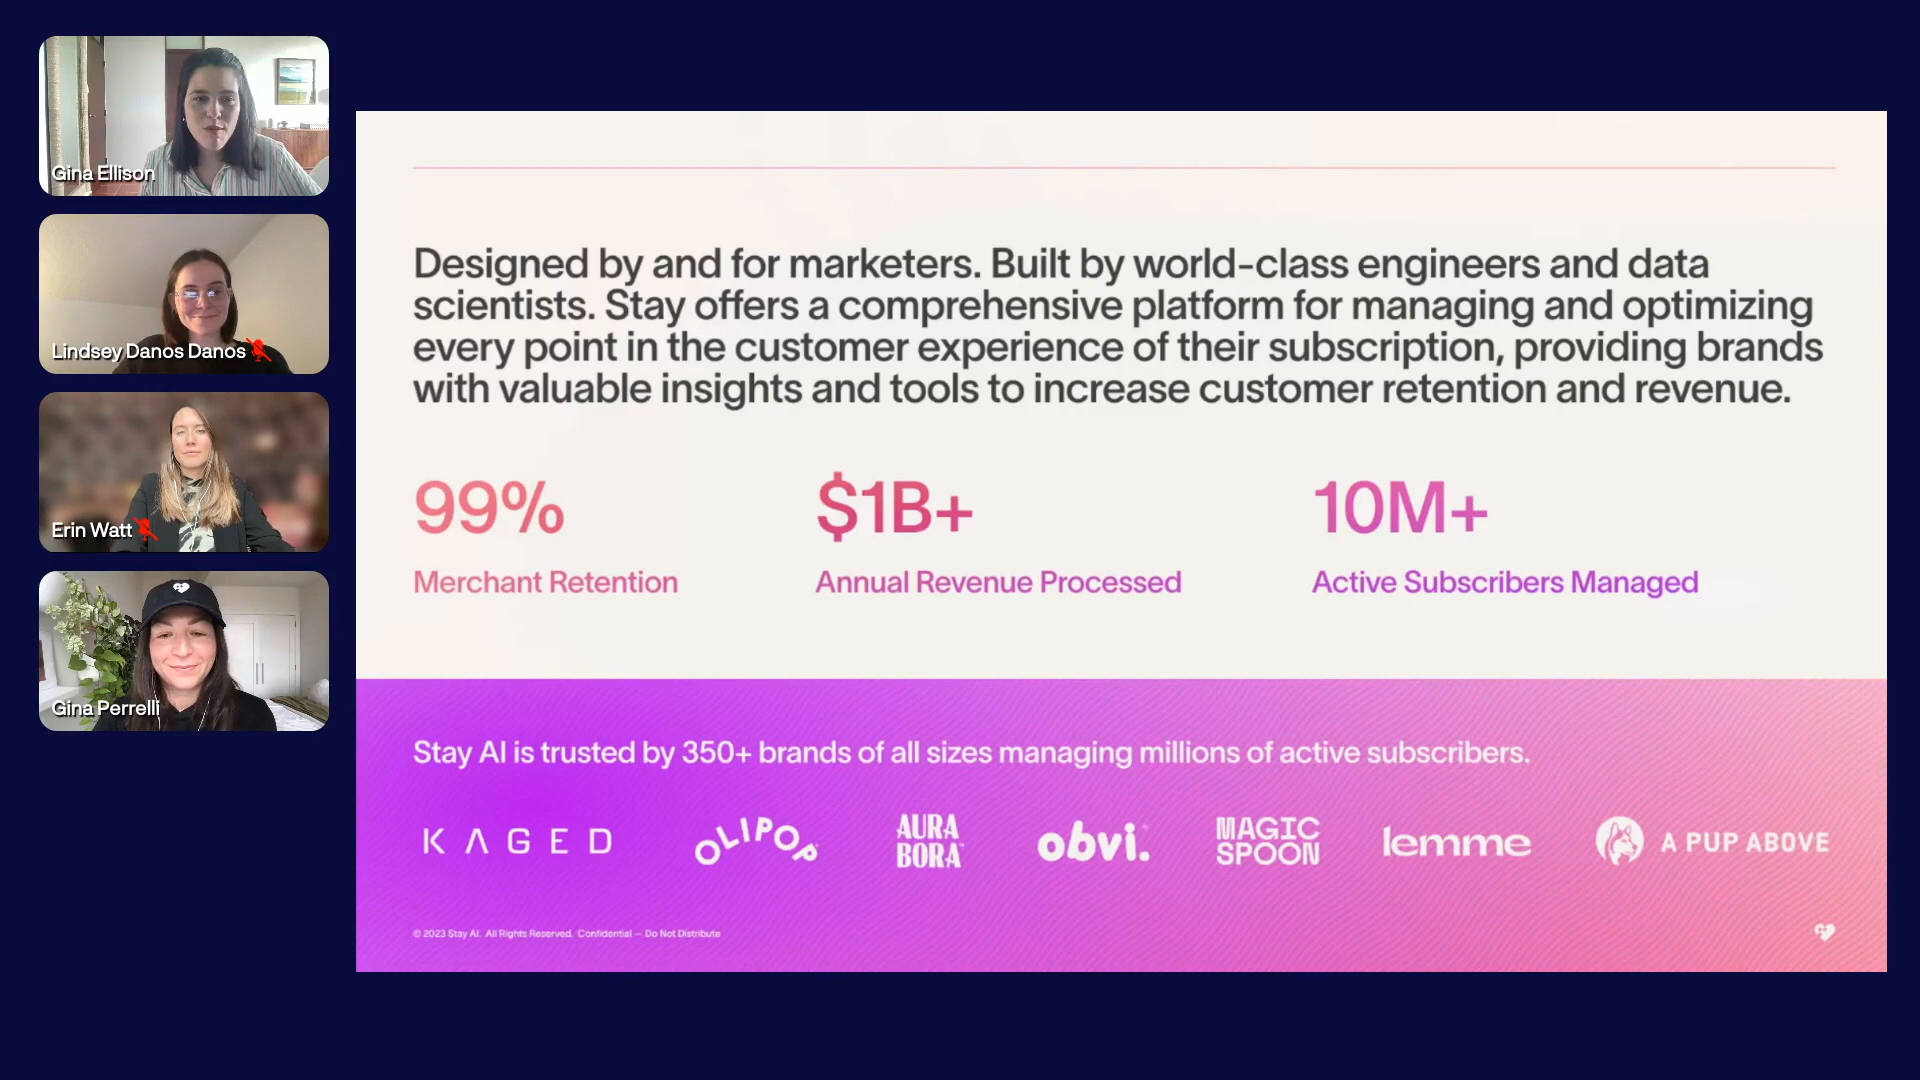 Gina Ellison
Lindsey Danos Danos
Erin Watt
Gina Perrelli
Designed by and for marketers. Built by world-class engineers and data
scientists. Stay offers a comprehensive platform for managing and optimizing
every point in the customer experience of their subscription, providing brands
with valuable insights and tools to increase customer retention and revenue.
99%
Merchant Retention
$1B+
Annual Revenue Processed
10M+
Active Subscribers Managed
Stay AI is trusted by 350+ brands of all sizes managing millions of active subscribers.
KAGED
OLIPOP
AURA
BORA™
obvi.
MAGIC
SPOON
lemme
A PUP ABOVE
© 2023 Stay AI. All Rights Reserved. Confidential — Do Not Distribute